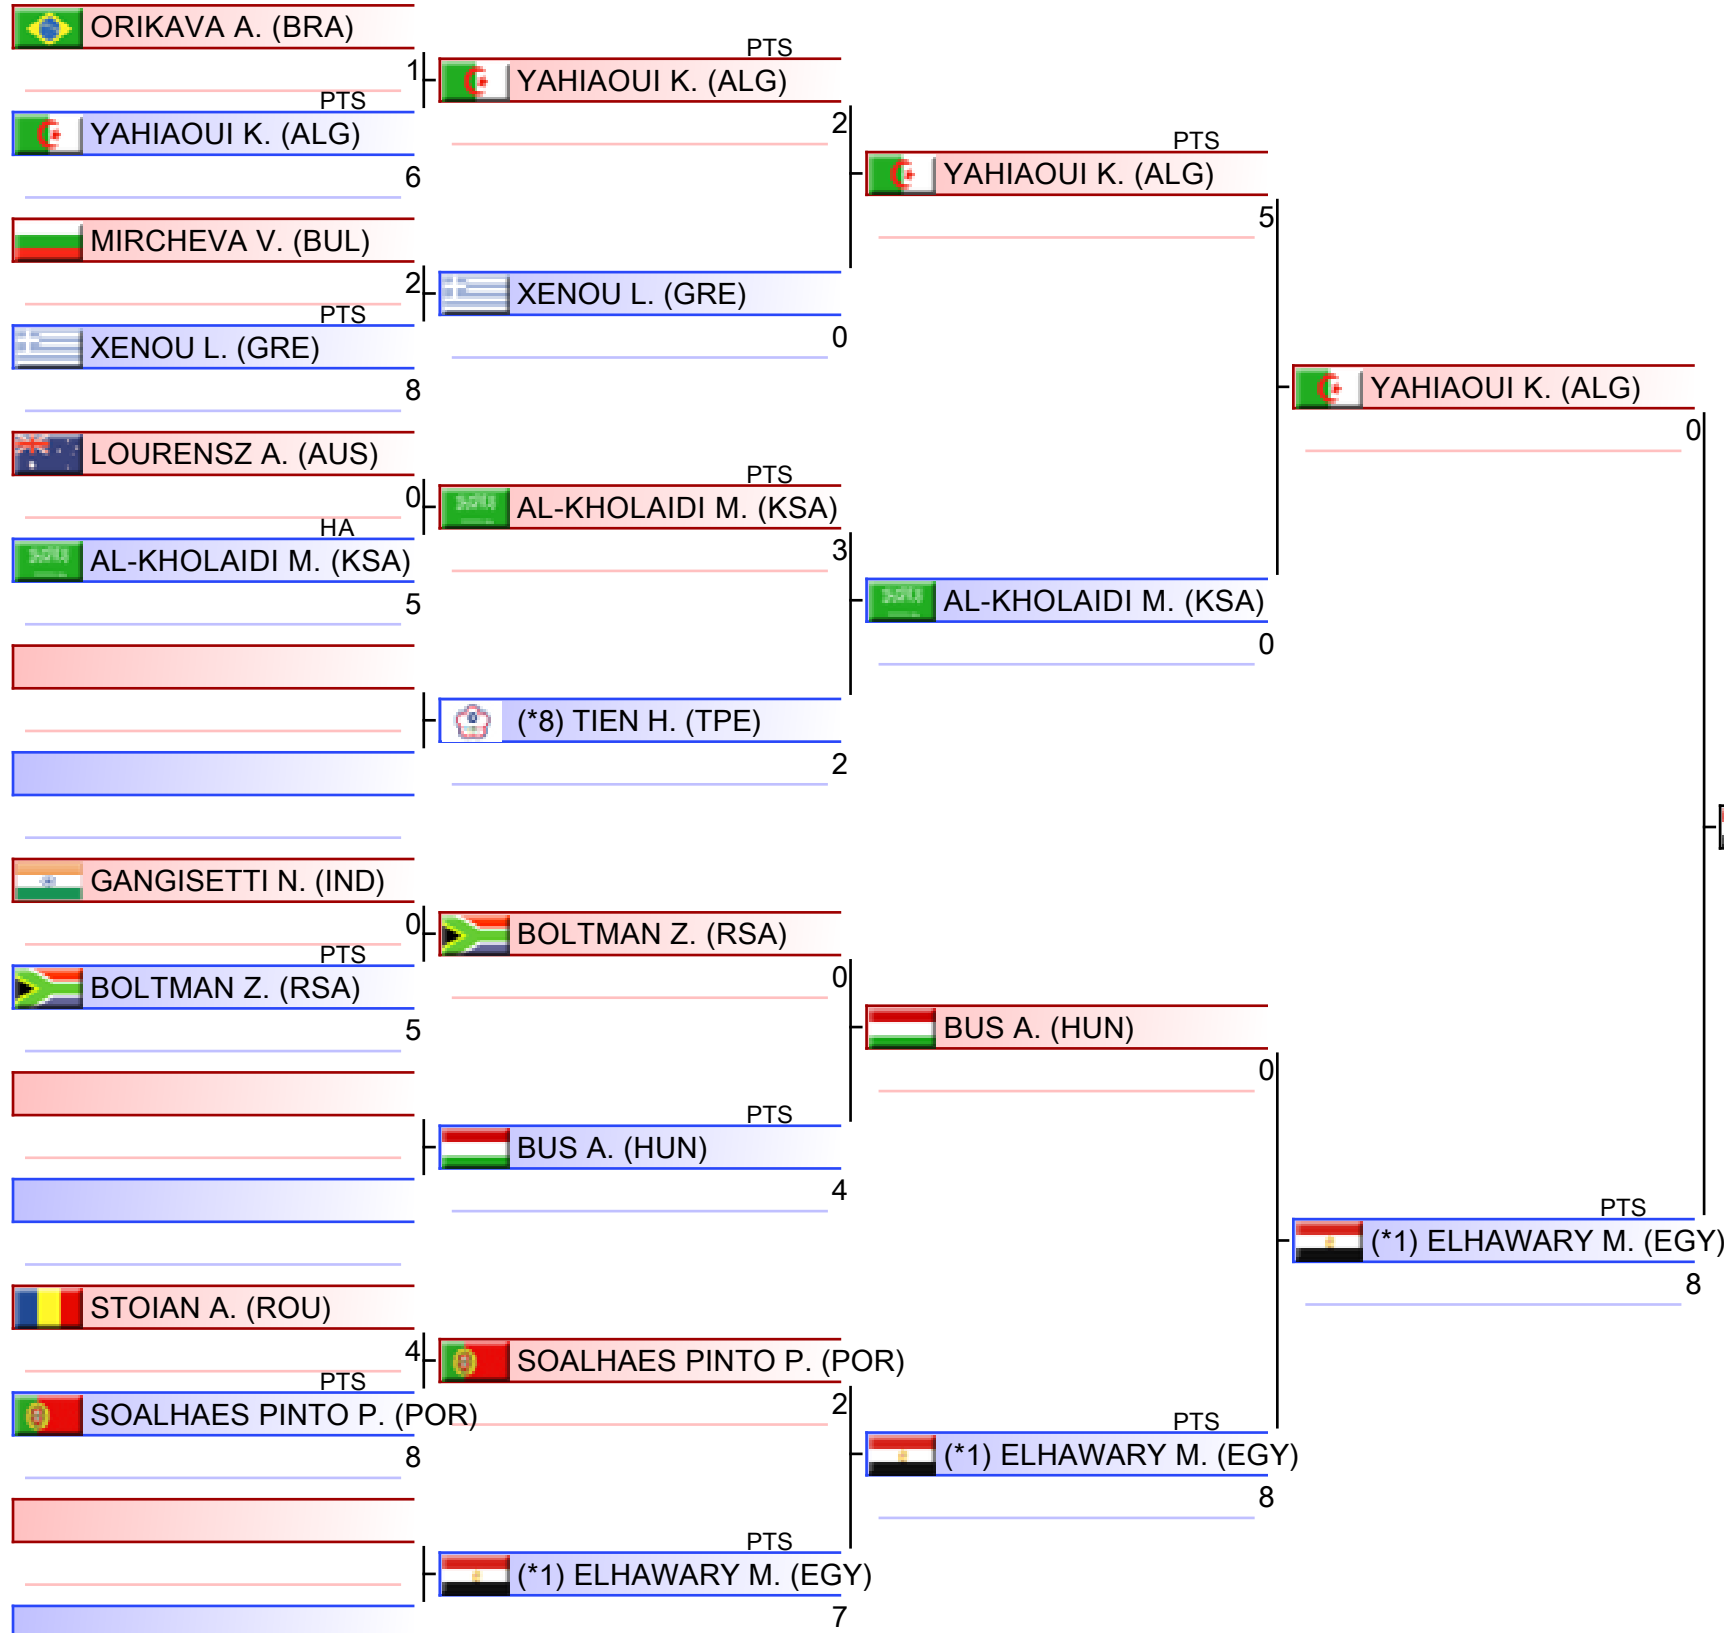 ORIKAVA A. (BRA)
1
PTS
YAHIAOUI K. (ALG)
6
MIRCHEVA V. (BUL)
2
PTS
XENOU L. (GRE)
8
LOURENSZ A. (AUS)
0
HA
AL-KHOLAIDI M. (KSA)
5
GANGISETTI N. (IND)
0
PTS
BOLTMAN Z. (RSA)
5
STOIAN A. (ROU)
4
PTS
SOALHAES PINTO P. (POR)
8
PTS
YAHIAOUI K. (ALG)
2
XENOU L. (GRE)
0
PTS
AL-KHOLAIDI M. (KSA)
3
(*8) TIEN H. (TPE)
2
BOLTMAN Z. (RSA)
0
PTS
BUS A. (HUN)
4
SOALHAES PINTO P. (POR)
2
PTS
(*1) ELHAWARY M. (EGY)
7
PTS
YAHIAOUI K. (ALG)
5
AL-KHOLAIDI M. (KSA)
0
BUS A. (HUN)
0
PTS
(*1) ELHAWARY M. (EGY)
8
YAHIAOUI K. (ALG)
0
PTS
(*1) ELHAWARY M. (EGY)
8